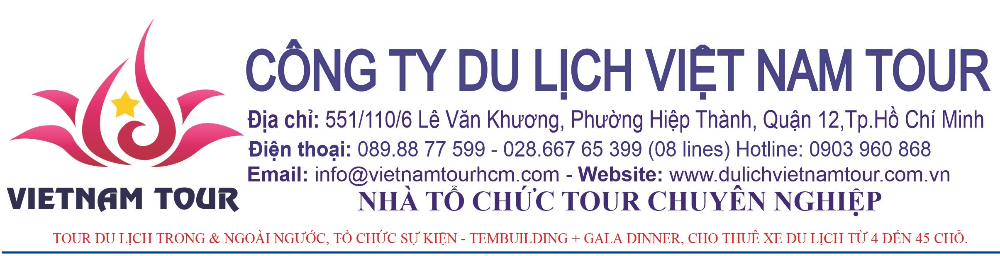 CÔNG TY DU LỊCH VIỆT NAM TOUR
Địa chỉ: 551/110/6 Lê Văn Khương, Phường Hiệp Thành, Quận 12,Tp.Hồ Chí Minh
Điện thoại: 089.88 77 599 - 028.667 65 399 (08 lines) Hotline: 0903 960 868
Email: info@vietnamtourhcm.com - Website: www.dulichvietnamtour.com.vn
VIETNAM TOUR
NHÀ TỔ CHỨC TOUR CHUYÊN NGHIỆP
TOUR DU LỊCH TRONG & NGOÀI NGƯỚC, TỔ CHỨC SỰ KIỆN - TEMBUILDING + GALA DINNER, CHO THUÊ XE DU LỊCH TỪ 4 ĐẾN 45 CHỖ.